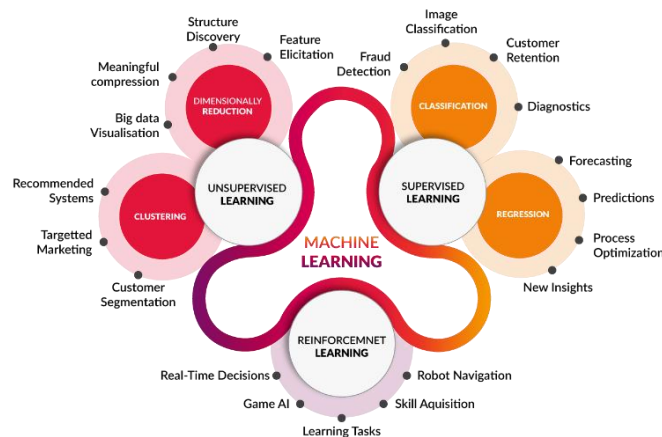 Structure
Discovery
Feature
Elicitation
Meaningful
compression
Big data
Visualisation
DIMENSIONALLY
REDUCTION
UNSUPERVISED
LEARNING
Recommended
Systems
Targetted
Marketing
Customer
Segmentation
CLUSTERING
Image
Classification
Fraud
Detection
Customer
Retention
Diagnostics
CLASSIFICATION
SUPERVISED
LEARNING
Forecasting
Predictions
Process
Optimization
New Insights
REGRESSION
MACHINE
LEARNING
REINFORCEMNET
LEARNING
Real-Time Decisions
Game AI
Learning Tasks
Skill Aquisition
Robot Navigation